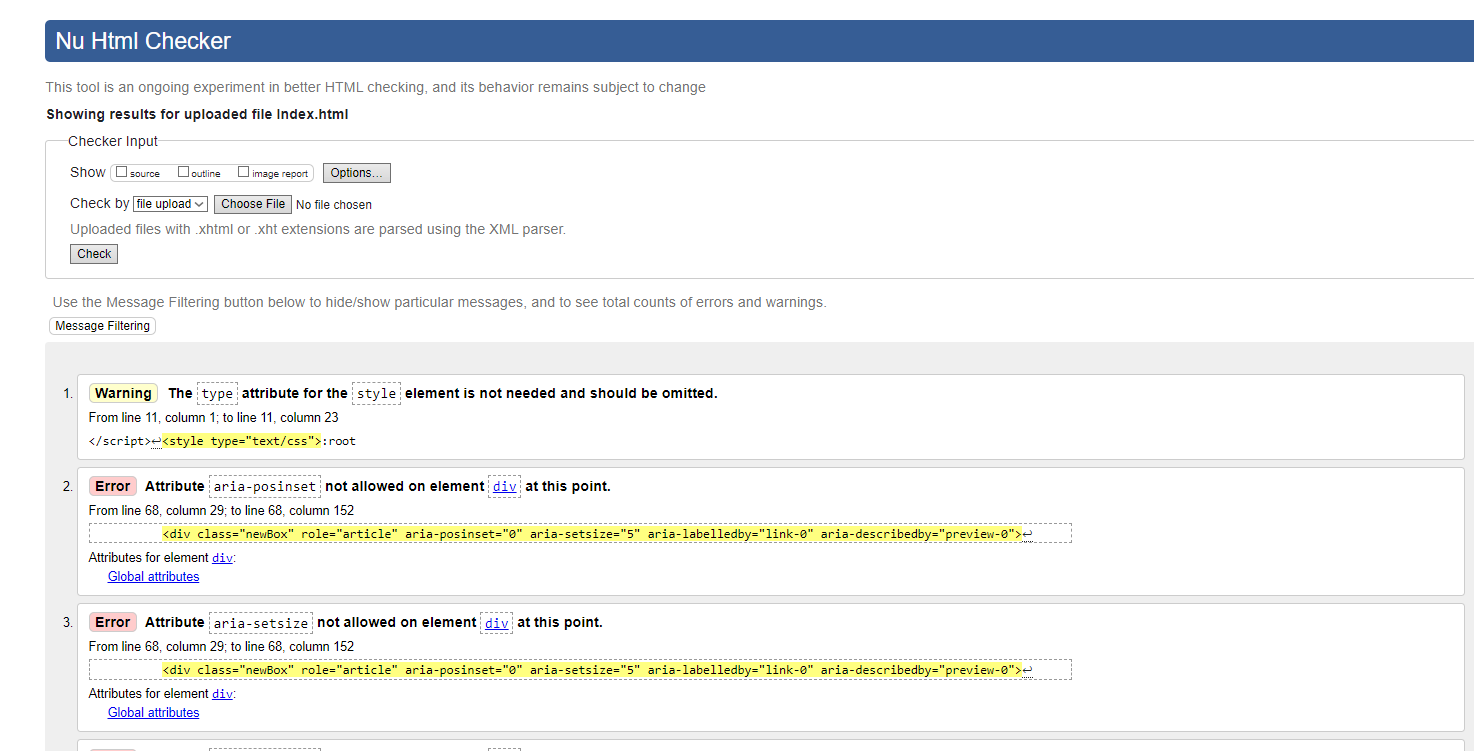 Nu Html Checker
This tool is an ongoing experiment in better HTML checking, and its behavior remains subject to change
Showing results for uploaded file Index.html
Checker Input
Show source outline image report Options...
Check by file upload Choose File No file chosen
Uploaded files with .xhtml or .xht extensions are parsed using the XML parser.
Check
Use the Message Filtering button below to hide/show particular messages, and to see total counts of errors and warnings.
Message Filtering
1. Warning The type attribute for the style element is not needed and should be omitted.
From line 11, column 1; to line 11, column 23
</script>↩<style type="text/css">:root
2. Error Attribute aria-posinset not allowed on element div at this point.
From line 68, column 29; to line 68, column 152
<div class="newBox" role="article" aria-posinset="0" aria-setsize="5" aria-labelledby="link-0" aria-describedby="preview-0">↩
Attributes for element div:
Global attributes
3. Error Attribute aria-setsize not allowed on element div at this point.
From line 68, column 29; to line 68, column 152
<div class="newBox" role="article" aria-posinset="0" aria-setsize="5" aria-labelledby="link-0" aria-describedby="preview-0">↩
Attributes for element div:
Global attributes